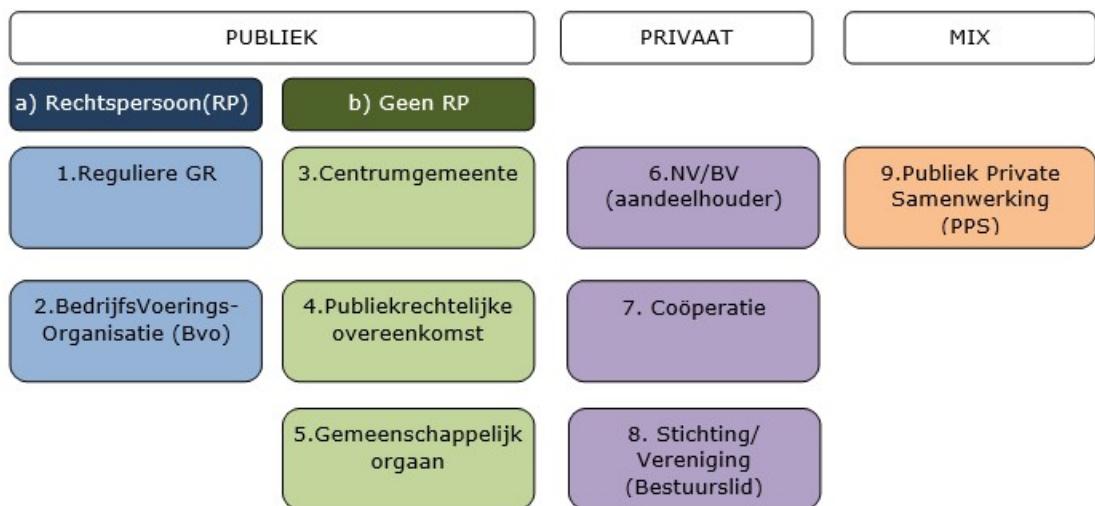 PUBLIEK
PRIVAAT
MIX
a) Rechtspersoon(RP)
b) Geen RP
1.Reguliere GR
3.Centrumgemeente
6.NV/BV
(aandeelhouder)
9.Publiek Private
Samenwerking
(PPS)
2.BedrijfsVoerings-
Organisatie (Bvo)
4.Publiekrechtelijke
overeenkomst
7. Coöperatie
5.Gemeenschappelijk
orgaan
8. Stichting/
Vereniging
(Bestuurslid)